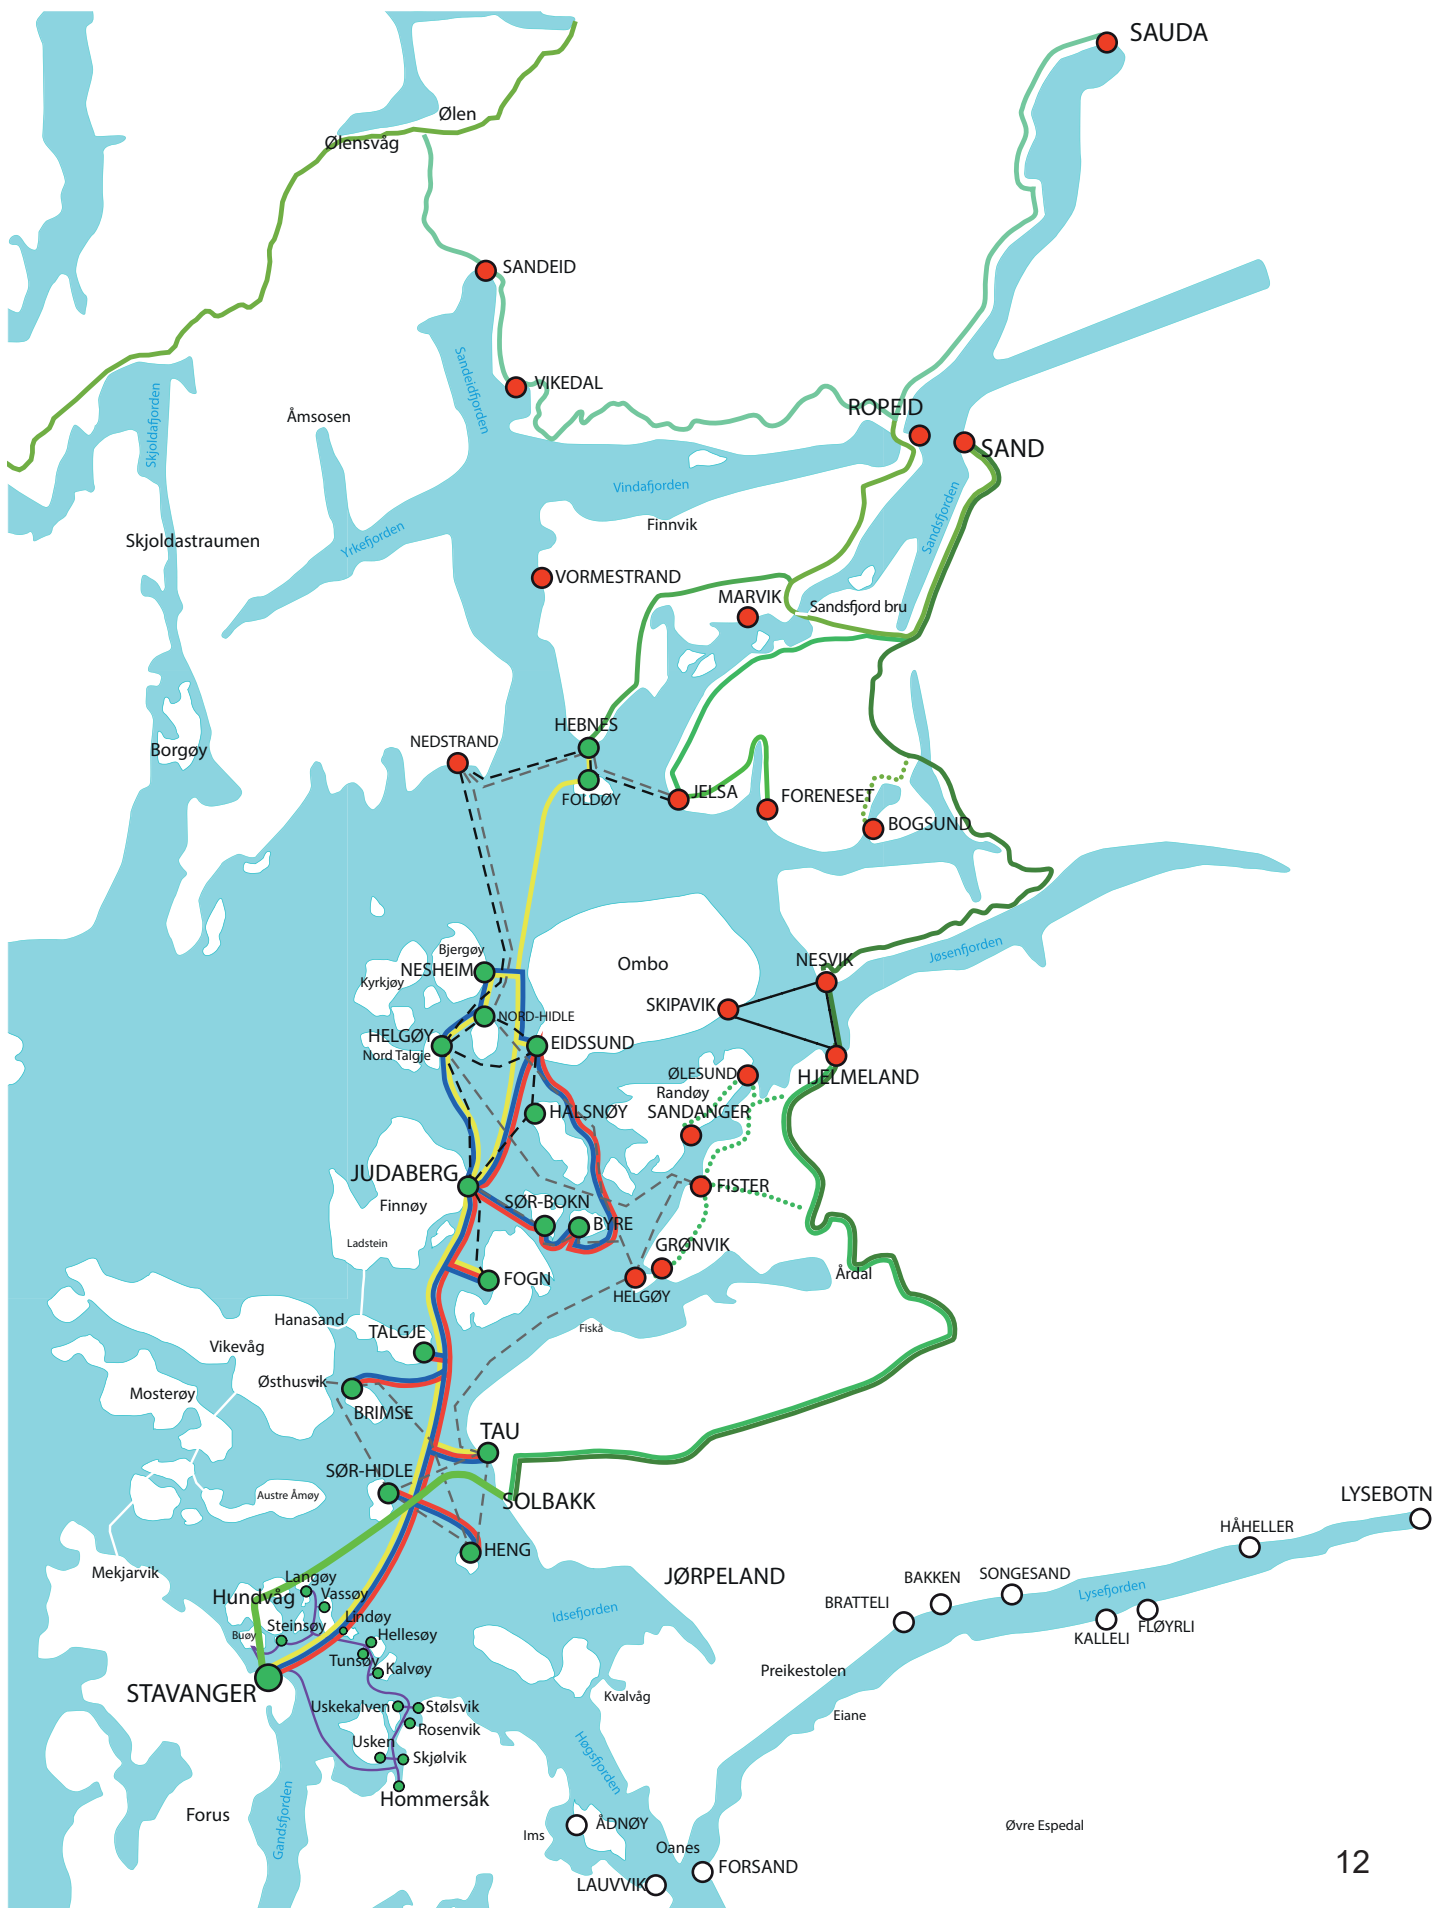 SAUDA
Ølen
Ølensvåg
SANDEID
Sandeidfjorden
VIKEDAL
Skjoldafjorden
Åmsosen
ROPEID
SAND
Vindafjorden
Sandsfjorden
Finnvik
Yrkefjorden
Skjoldastraumen
VORMESTRAND
MARVIK
Sandsfjord bru
HEBNES
NEDSTRAND
Borgøy
FOLDØY
JELSA
FORENESET
BOGSUND
Bjergøy
NESHEIM
Kyrkjøy
Ombo
NESVIK
Jøsenfjorden
SKIPAVIK
NORD-HIDLE
HELGØY
Nord Talgje
EIDSSUND
ØLESUND
Randøy
HJELMELAND
HALSNØY
SANDANGER
JUDABERG
Finnøy
SØR-BOKN
BYRE
FISTER
Ladstein
GRØNVIK
FOGN
HELGØY
Årdal
Hanasand
Fiskå
TALGJE
Vikevåg
Østhusvik
Mosterøy
BRIMSE
TAU
SØR-HIDLE
Austre Åmøy
SOLBAKK
LYSEBOTN
HÅHELLER
HENG
Mekjarvik
JØRPELAND
Langøy
Hundvåg
Vassøy
BAKKEN
SONGESAND
Lysefjorden
BRATTELI
Idsefjorden
Lindøy
Steinsøy
Buøy
Hellesøy
KALLELI
FLØYRLI
Tunsøy
Kalvøy
Preikestolen
STAVANGER
Kvalvåg
Uskekalven
Stølsvik
Eiane
Rosenvik
Usken
Skjølvik
Høgsfjorden
Hommersåk
Gandsfjorden
Forus
Ims
ÅDNØY
Øvre Espedal
Oanes
FORSAND
LAUVVIK
12